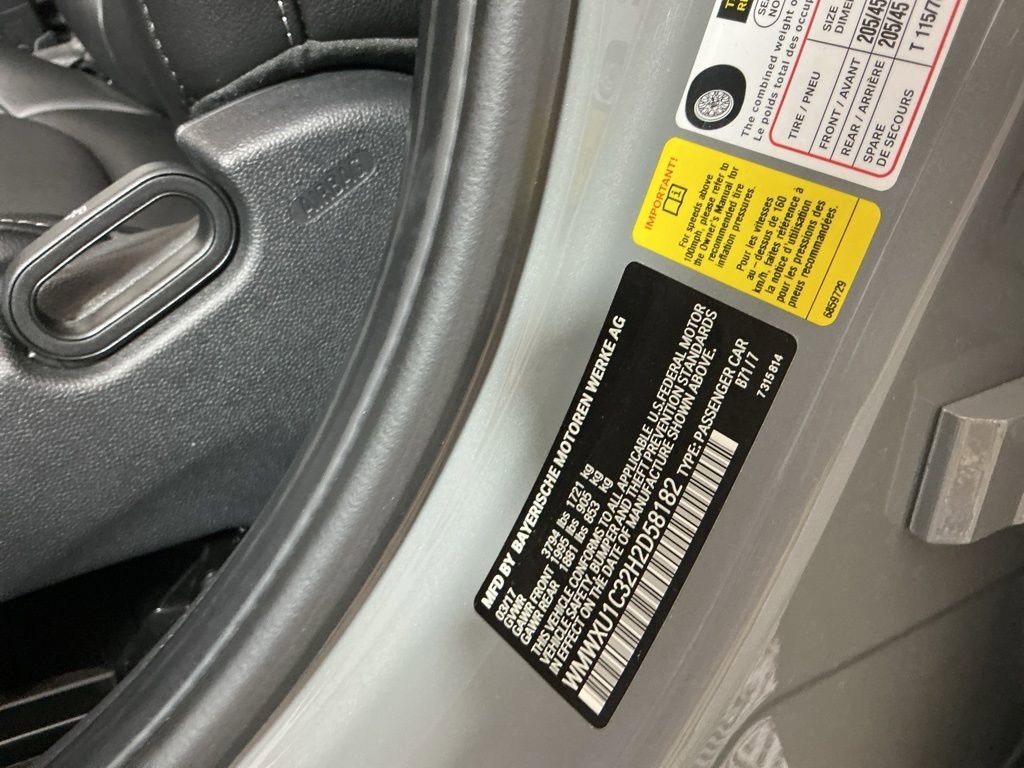 The combined weight of
Le poids total des occup
TIRE / PNEU
SIZE
DIME
FRONT / AVANT
205/45
REAR / ARRIÈRE
205/45
SPARE
DE SECOURS
T 115/7
IMPORTANT!
For speeds above
100mph, please refer to
the Owner's Manual for
recommended tire
inflation pressures.
Pour les vitesses
au - dessus de 160
km/h, faites référence à
la notice d'utilisation
pour les pressions des
pneus recommandées.
6859729
MFD BY BAYERISCHE MOTOREN WERKE AG
03/17
GVWR 3794 lbs 1721 kg
GAWR FRONT 1995 lbs 905 kg
GAWR REAR 1881 lbs 853 kg
THIS VEHICLE CONFORMS TO ALL APPLICABLE U.S. FEDERAL MOTOR
VEHICLE SAFETY, BUMPER AND THEFT PREVENTION STANDARDS
IN EFFECT ON THE DATE OF MANUFACTURE SHOWN ABOVE.
WMWXU1C32H2D58182 TYPE: PASSENGER CAR
B7117
7 315 814
AIRBAG